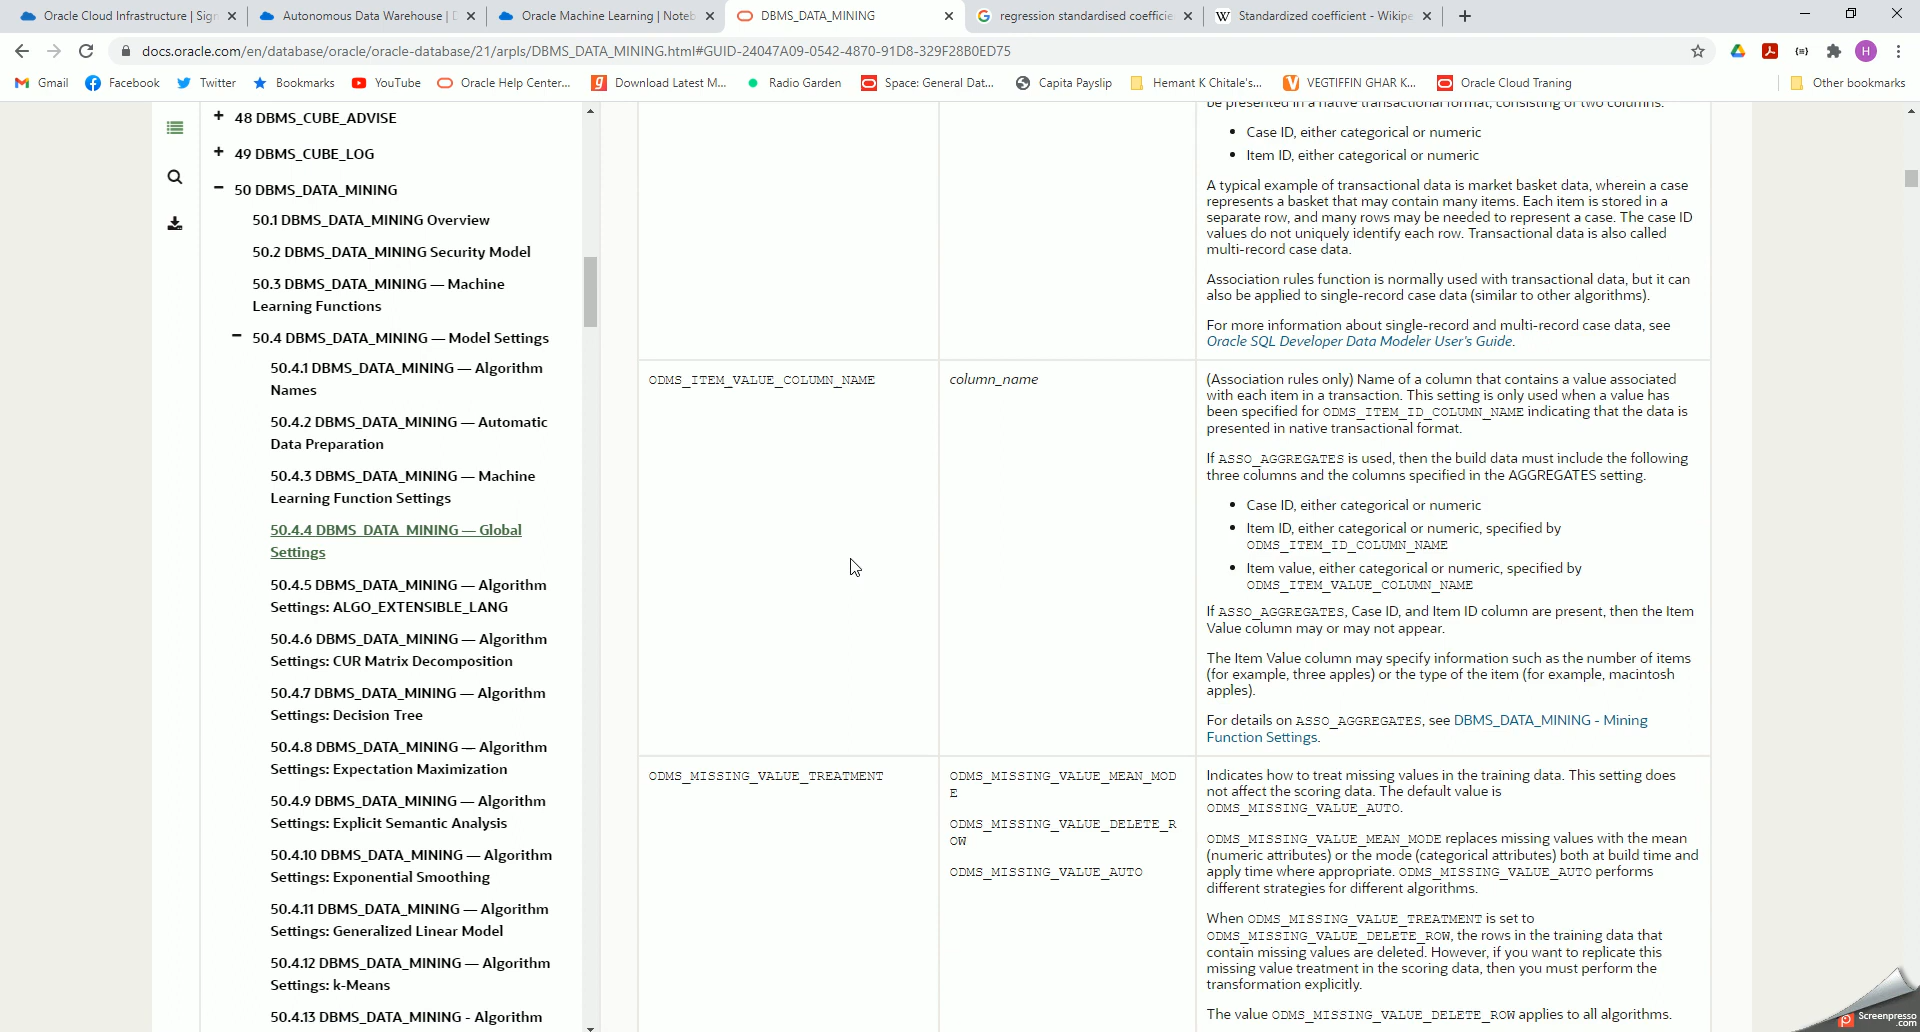 Oracle Cloud Infrastructure | Sign
Autonomous Data Warehouse |
Oracle Machine Learning | Noteb
DBMS_DATA_MINING
regression standardised coefficie
Standardized coefficient - Wikipe
docs.oracle.com/en/database/oracle/oracle-database/21/arpls/DBMS_DATA_MINING.html#GUID-24047A09-0542-4870-91D8-329F28B0ED75
Gmail Facebook Twitter Bookmarks YouTube Oracle Help Center... Download Latest M... Radio Garden Space: General Dat... Capita Payslip Hemant K Chitale's... VEGTIFFIN GHAR K... Oracle Cloud Traning Other bookmarks
48 DBMS_CUBE_ADVISE
49 DBMS_CUBE_LOG
50 DBMS_DATA_MINING
50.1 DBMS_DATA_MINING Overview
50.2 DBMS_DATA_MINING Security Model
50.3 DBMS_DATA_MINING — Machine
Learning Functions
50.4 DBMS_DATA_MINING — Model Settings
50.4.1 DBMS_DATA_MINING — Algorithm
Names
50.4.2 DBMS_DATA_MINING — Automatic
Data Preparation
50.4.3 DBMS_DATA_MINING — Machine
Learning Function Settings
50.4.4 DBMS_DATA_MINING — Global
Settings
50.4.5 DBMS_DATA_MINING — Algorithm
Settings: ALGO_EXTENSIBLE_LANG
50.4.6 DBMS_DATA_MINING — Algorithm
Settings: CUR Matrix Decomposition
50.4.7 DBMS_DATA_MINING — Algorithm
Settings: Decision Tree
50.4.8 DBMS_DATA_MINING — Algorithm
Settings: Expectation Maximization
50.4.9 DBMS_DATA_MINING — Algorithm
Settings: Explicit Semantic Analysis
50.4.10 DBMS_DATA_MINING — Algorithm
Settings: Exponential Smoothing
50.4.11 DBMS_DATA_MINING — Algorithm
Settings: Generalized Linear Model
50.4.12 DBMS_DATA_MINING — Algorithm
Settings: k-Means
50.4.13 DBMS_DATA_MINING - Algorithm
be presented in a native transactional format, consisting of two columns.
• Case ID, either categorical or numeric
• Item ID, either categorical or numeric
A typical example of transactional data is market basket data, wherein a case
represents a basket that may contain many items. Each item is stored in a
separate row, and many rows may be needed to represent a case. The case ID
values do not uniquely identify each row. Transactional data is also called
multi-record case data.
Association rules function is normally used with transactional data, but it can
also be applied to single-record case data (similar to other algorithms).
For more information about single-record and multi-record case data, see
Oracle SQL Developer Data Modeler User's Guide.
ODMS_ITEM_VALUE_COLUMN_NAME
column_name
(Association rules only) Name of a column that contains a value associated
with each item in a transaction. This setting is only used when a value has
been specified for ODMS_ITEM_ID_COLUMN_NAME indicating that the data is
presented in native transactional format.
If ASSO_AGGREGATES is used, then the build data must include the following
three columns and the columns specified in the AGGREGATES setting.
• Case ID, either categorical or numeric
• Item ID, either categorical or numeric, specified by
ODMS_ITEM_ID_COLUMN_NAME
• Item value, either categorical or numeric, specified by
ODMS_ITEM_VALUE_COLUMN_NAME
If ASSO_AGGREGATES, Case ID, and Item ID column are present, then the Item
Value column may or may not appear.
The Item Value column may specify information such as the number of items
(for example, three apples) or the type of the item (for example, macintosh
apples).
For details on ASSO_AGGREGATES, see DBMS_DATA_MINING - Mining
Function Settings.
ODMS_MISSING_VALUE_TREATMENT
ODMS_MISSING_VALUE_MEAN_MOD
E
ODMS_MISSING_VALUE_DELETE_R
OW
ODMS_MISSING_VALUE_AUTO
Indicates how to treat missing values in the training data. This setting does
not affect the scoring data. The default value is
ODMS_MISSING_VALUE_AUTO.
ODMS_MISSING_VALUE_MEAN_MODE replaces missing values with the mean
(numeric attributes) or the mode (categorical attributes) both at build time and
apply time where appropriate. ODMS_MISSING_VALUE_AUTO performs
different strategies for different algorithms.
When ODMS_MISSING_VALUE_TREATMENT is set to
ODMS_MISSING_VALUE_DELETE_ROW, the rows in the training data that
contain missing values are deleted. However, if you want to replicate this
missing value treatment in the scoring data, then you must perform the
transformation explicitly.
The value ODMS_MISSING_VALUE_DELETE_ROW applies to all algorithms.
Screenpresso
.com